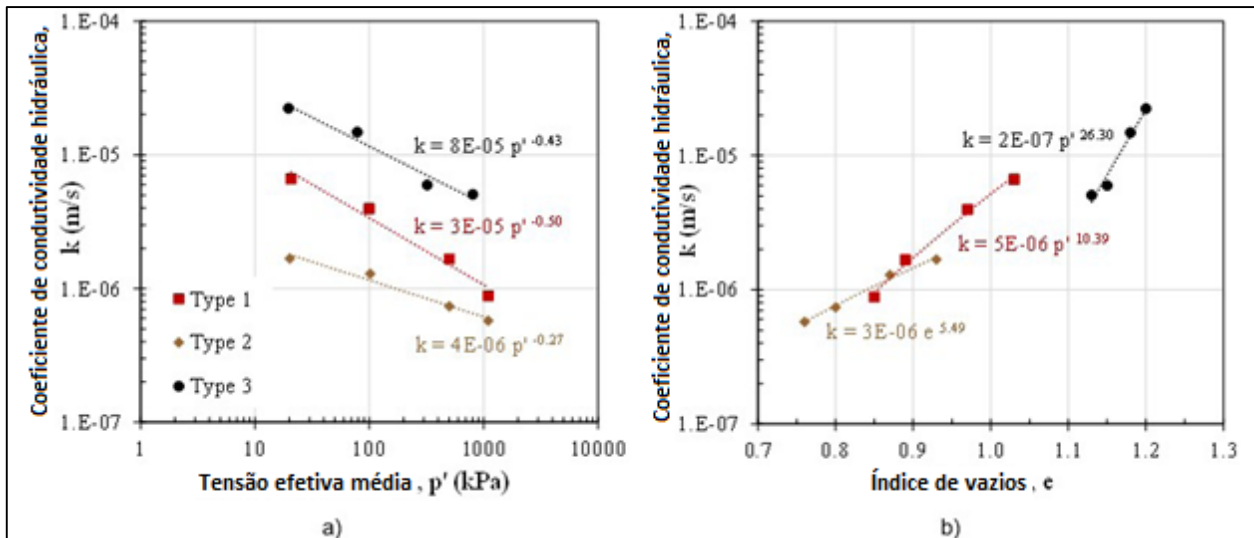 Coeficiente de condutividade hidráulica,
k (m/s)
1.E-04
1.E-05
1.E-06
1.E-07
k = 8E-05 p' -0.43
k = 3E-05 p' -0.50
k = 4E-06 p' -0.27
Type 1
Type 2
Type 3
1 10 100 1000 10000
Tensão efetiva média , p' (kPa)
a)
Coeficiente de condutividade hidráulica,
k (m/s)
1.E-04
1.E-05
1.E-06
1.E-07
k = 2E-07 p' 26.30
k = 5E-06 p' 10.39
k = 3E-06 e 5.49
0.7 0.8 0.9 1.0 1.1 1.2 1.3
Índice de vazios , e
b)